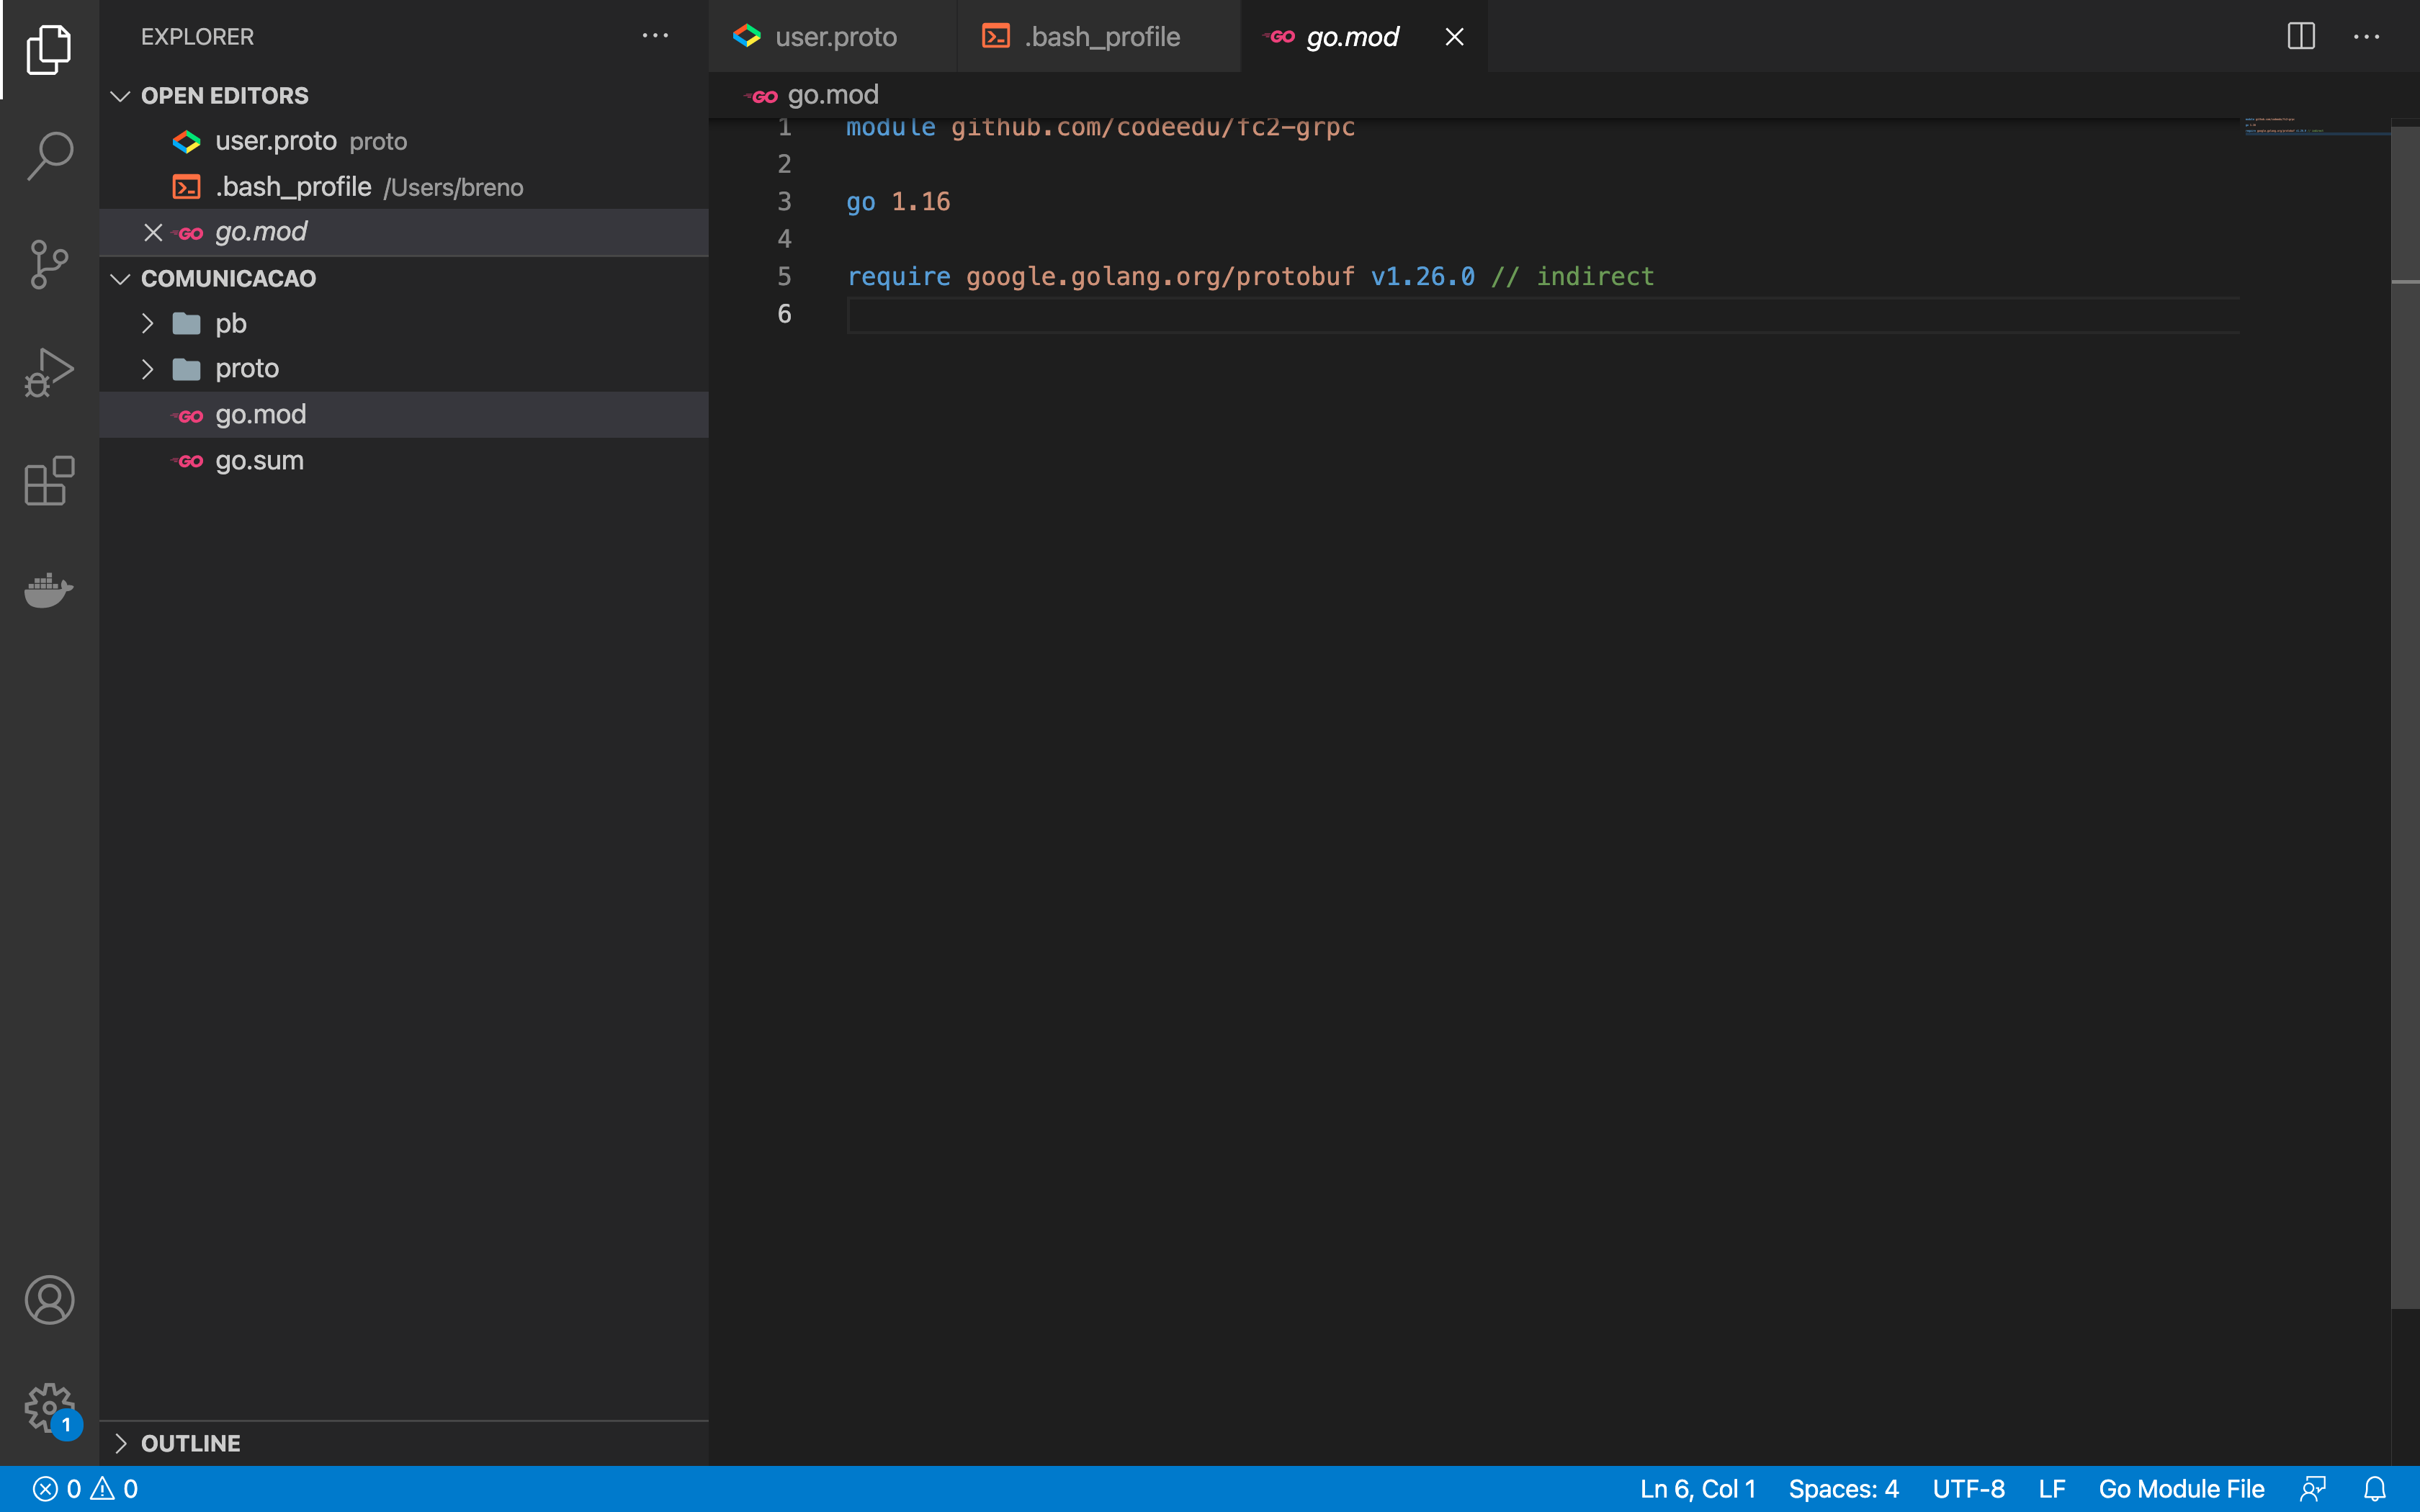 EXPLORER
OPEN EDITORS
user.proto proto
.bash_profile /Users/breno
go.mod
COMUNICACAO
pb
proto
go.mod
go.sum
OUTLINE
user.proto
.bash_profile
go.mod
go.mod
1 module github.com/codeedu/fc2-grpc
2
3 go 1.16
4
5 require google.golang.org/protobuf v1.26.0 // indirect
6
1
0 0
Ln 6, Col 1 Spaces: 4 UTF-8 LF Go Module File